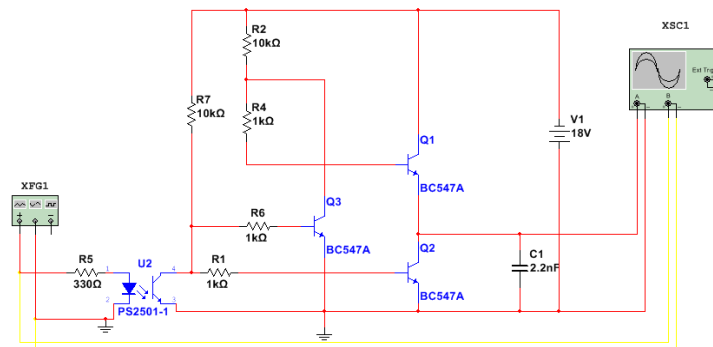 XSC1
Ext Trig
A
B
R2
10kΩ
R7
10kΩ
R4
1kΩ
V1
18V
Q1
BC547A
XFG1
Q3
R6
1kΩ
BC547A
Q2
C1
2.2nF
BC547A
R5
330Ω
U2
1
4
2
3
PS2501-1
R1
1kΩ